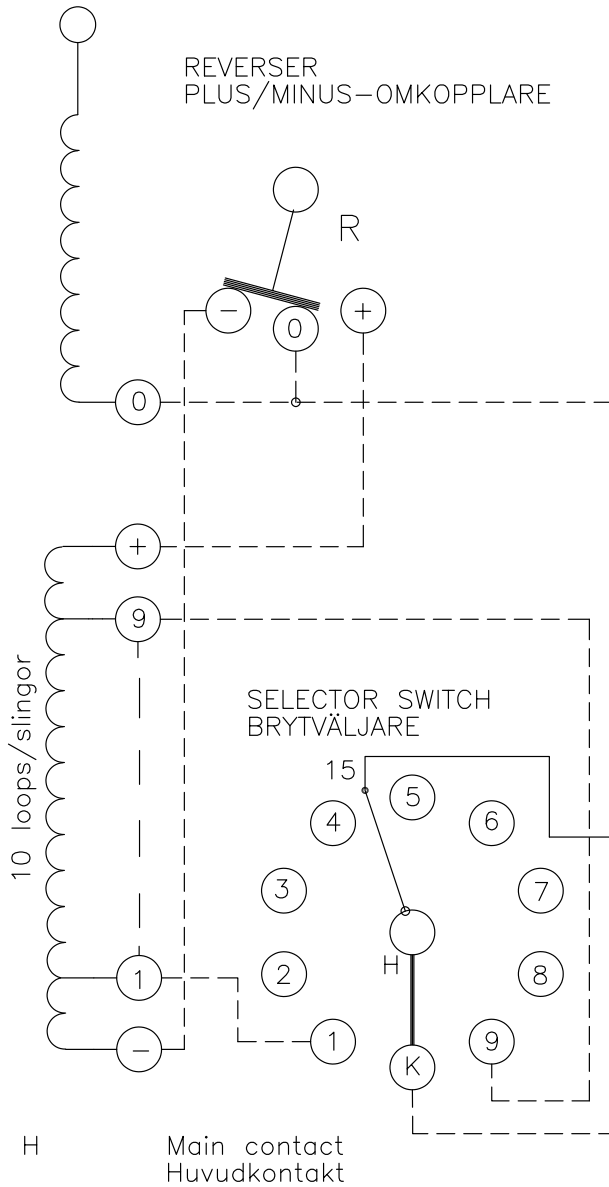 REVERSER
PLUS/MINUS-OMKOPPLARE
R
- 0 +
0
+
9
10 loops/slingor
SELECTOR SWITCH
BRYTVÄLJARE
15
5
4
6
3
7
H
1
2
8
1
9
-
K
H Main contact
Huvudkontakt